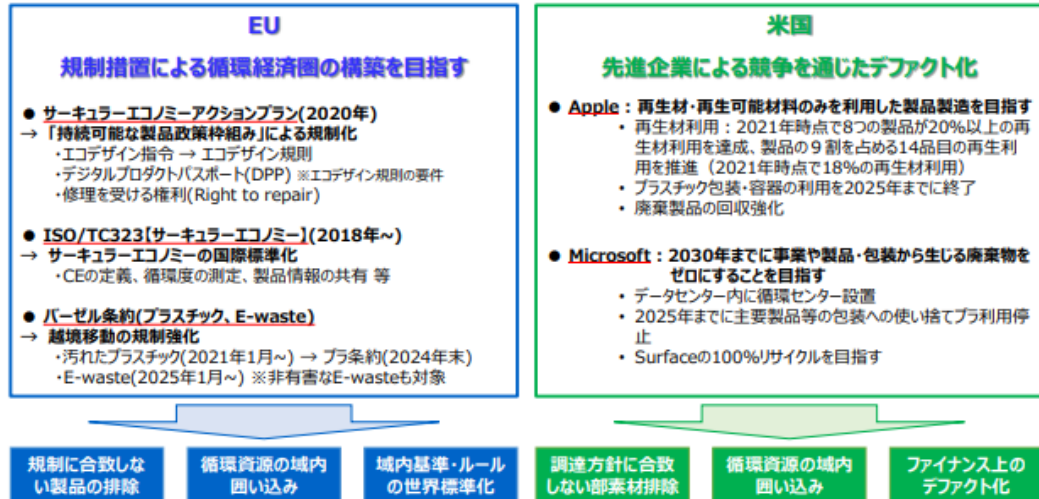 EU
規制措置による循環経済圏の構築を目指す
● サーキュラーエコノミーアクションプラン(2020年)
→ 「持続可能な製品政策枠組み」による規制化
・エコデザイン指令 → エコデザイン規則
・デジタルプロダクトパスポート(DPP) ※エコデザイン規則の要件
・修理を受ける権利(Right to repair)
● ISO/TC323【サーキュラーエコノミー】(2018年~)
→ サーキュラーエコノミーの国際標準化
・CEの定義、循環度の測定、製品情報の共有 等
● バーゼル条約(プラスチック、E-waste)
→ 越境移動の規制強化
・汚れたプラスチック(2021年1月~) → プラ条約(2024年末)
・E-waste(2025年1月~) ※非有害なE-wasteも対象
規制に合致しな
い製品の排除
循環資源の域内
囲い込み
域内基準・ルール
の世界標準化
米国
先進企業による競争を通じたデファクト化
● Apple：再生材・再生可能材料のみを利用した製品製造を目指す
• 再生材利用：2021年時点で8つの製品が20%以上の再
生材利用を達成、製品の９割を占める14品目の再生利
用を推進（2021年時点で18%の再生材利用）
• プラスチック包装・容器の利用を2025年までに終了
• 廃棄製品の回収強化
● Microsoft：2030年までに事業や製品・包装から生じる廃棄物を
ゼロにすることを目指す
• データセンター内に循環センター設置
• 2025年までに主要製品等の包装への使い捨てプラ利用停
止
• Surfaceの100%リサイクルを目指す
調達方針に合致
しない部素材排除
循環資源の域内
囲い込み
ファイナンス上の
デファクト化